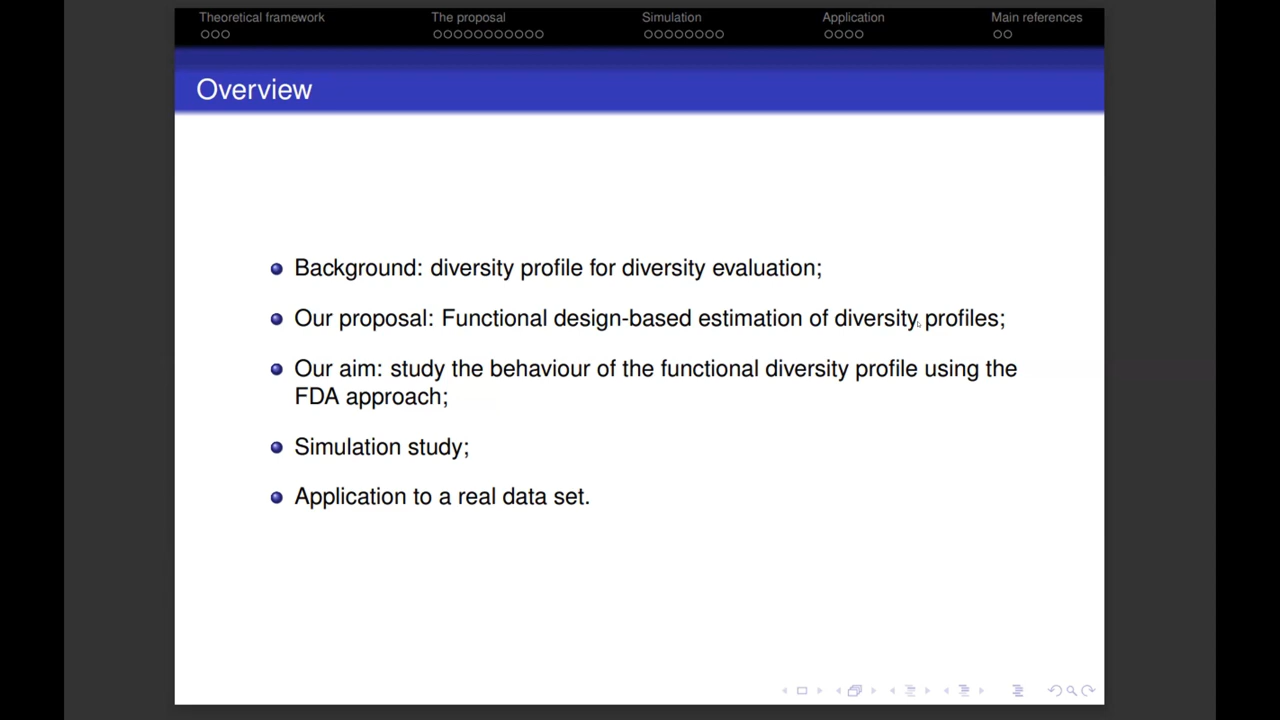 Theoretical framework
The proposal
Simulation
Application
Main references
Overview
Background: diversity profile for diversity evaluation;
Our proposal: Functional design-based estimation of diversity profiles;
Our aim: study the behaviour of the functional diversity profile using the
FDA approach;
Simulation study;
Application to a real data set.